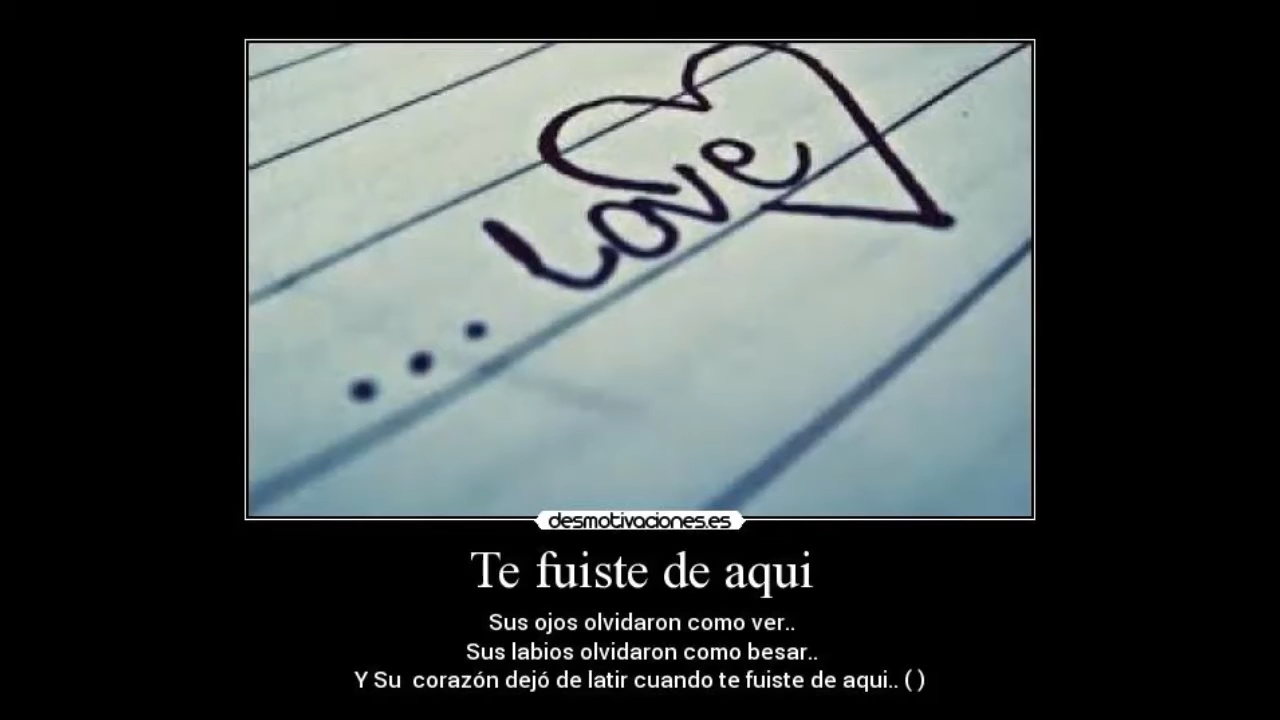 Love
...
desmotivaciones.es
Te fuiste de aqui
Sus ojos olvidaron como ver..
Sus labios olvidaron como besar..
Y Su corazón dejó de latir cuando te fuiste de aqui.. ( )